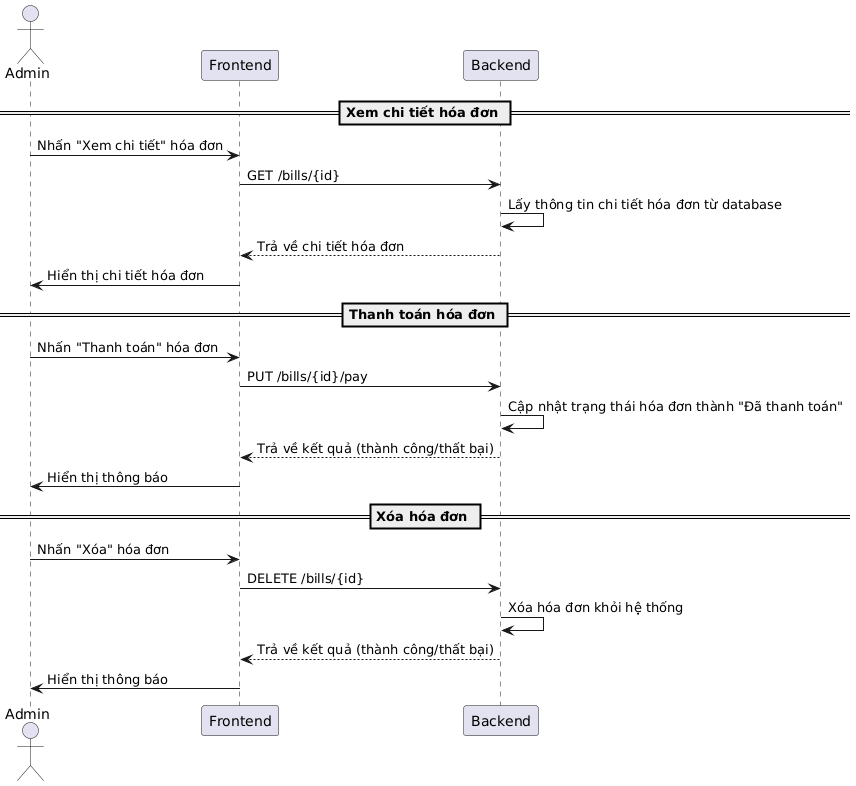 Admin
Frontend
Backend
Xem chi tiết hóa đơn
Nhấn "Xem chi tiết" hóa đơn
GET /bills/{id}
Lấy thông tin chi tiết hóa đơn từ database
Trả về chi tiết hóa đơn
Hiển thị chi tiết hóa đơn
Thanh toán hóa đơn
Nhấn "Thanh toán" hóa đơn
PUT /bills/{id}/pay
Cập nhật trạng thái hóa đơn thành "Đã thanh toán"
Trả về kết quả (thành công/thất bại)
Hiển thị thông báo
Xóa hóa đơn
Nhấn "Xóa" hóa đơn
DELETE /bills/{id}
Xóa hóa đơn khỏi hệ thống
Trả về kết quả (thành công/thất bại)
Hiển thị thông báo
Admin
Frontend
Backend